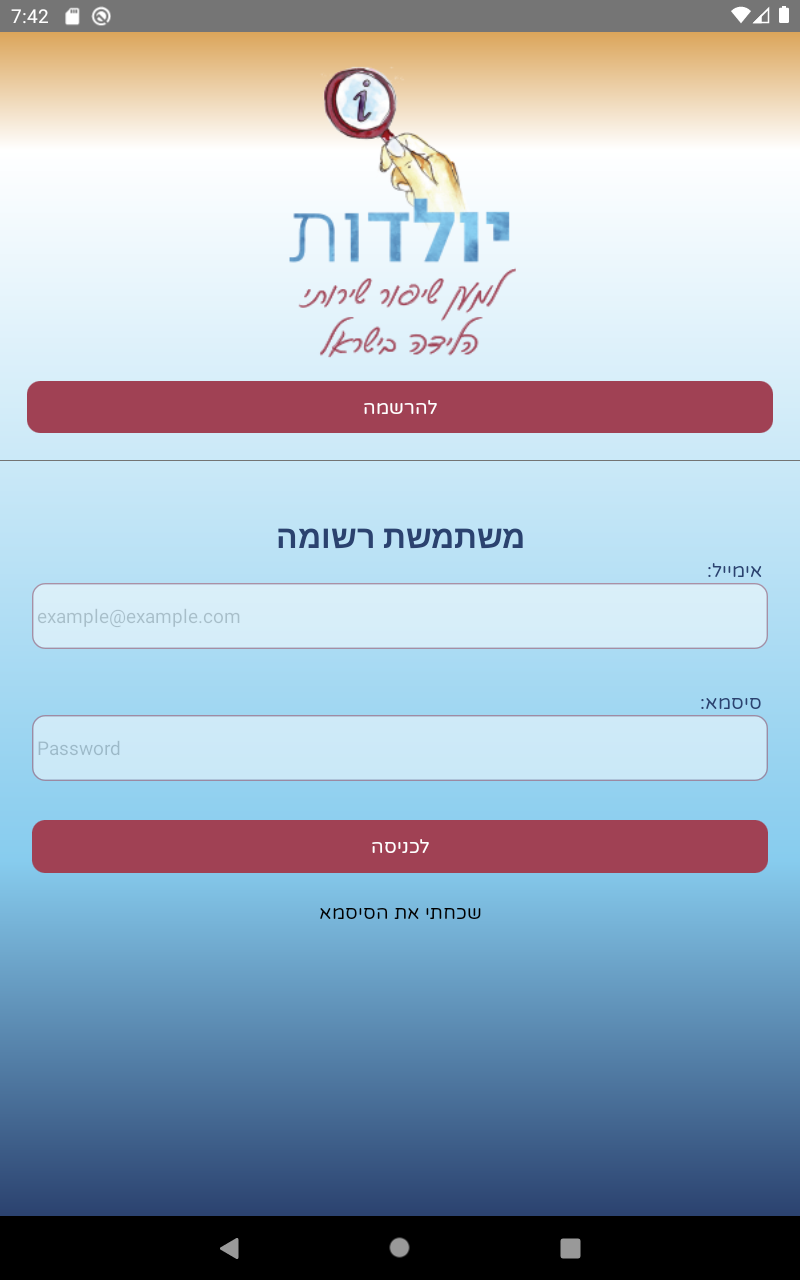 7:42
i
יולדות
למען שיפור שירותי
הלידה בישראל
להרשמה
משתמשת רשומה
אימייל:
example@example.com
סיסמא:
Password
לכניסה
שכחתי את הסיסמא